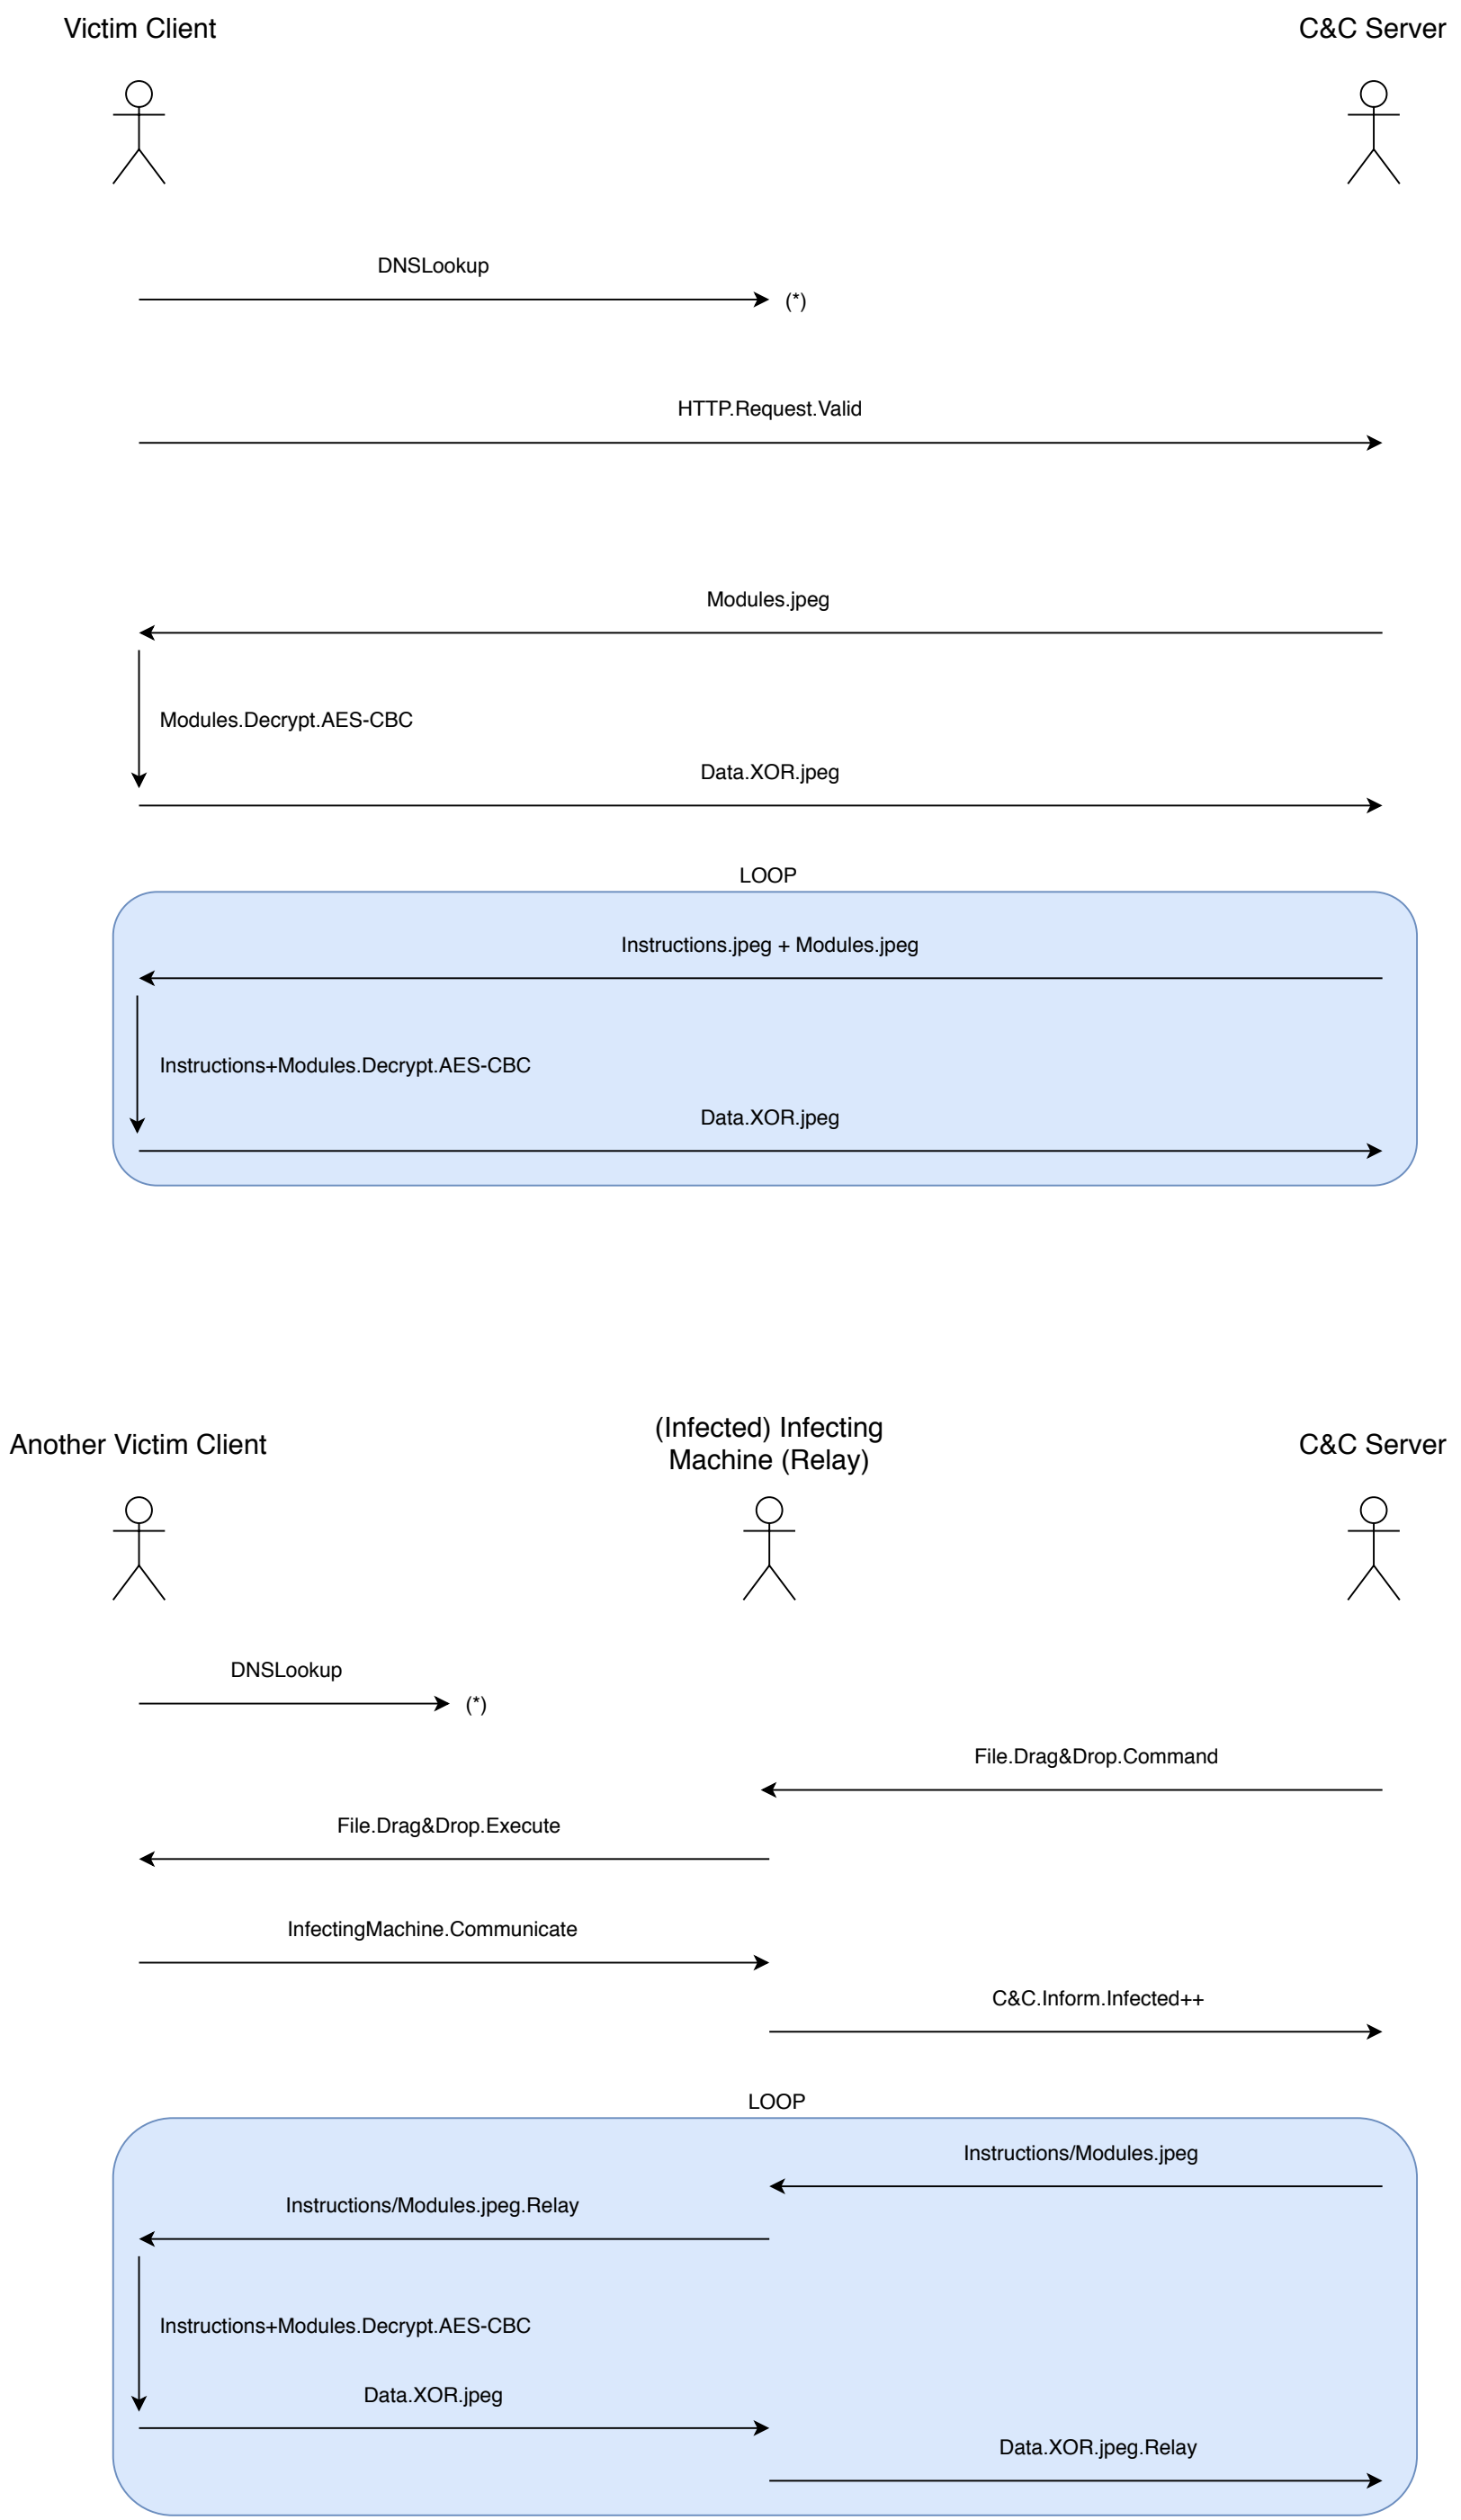 Victim Client
C&C Server
DNSLookup
(*)
HTTP.Request.Valid
Modules.jpeg
Modules.Decrypt.AES-CBC
Data.XOR.jpeg
LOOP
Instructions.jpeg + Modules.jpeg
Instructions+Modules.Decrypt.AES-CBC
Data.XOR.jpeg
Another Victim Client
(Infected) Infecting
Machine (Relay)
C&C Server
DNSLookup
(*)
File.Drag&Drop.Command
File.Drag&Drop.Execute
InfectingMachine.Communicate
C&C.Inform.Infected++
LOOP
Instructions/Modules.jpeg
Instructions/Modules.jpeg.Relay
Instructions+Modules.Decrypt.AES-CBC
Data.XOR.jpeg
Data.XOR.jpeg.Relay